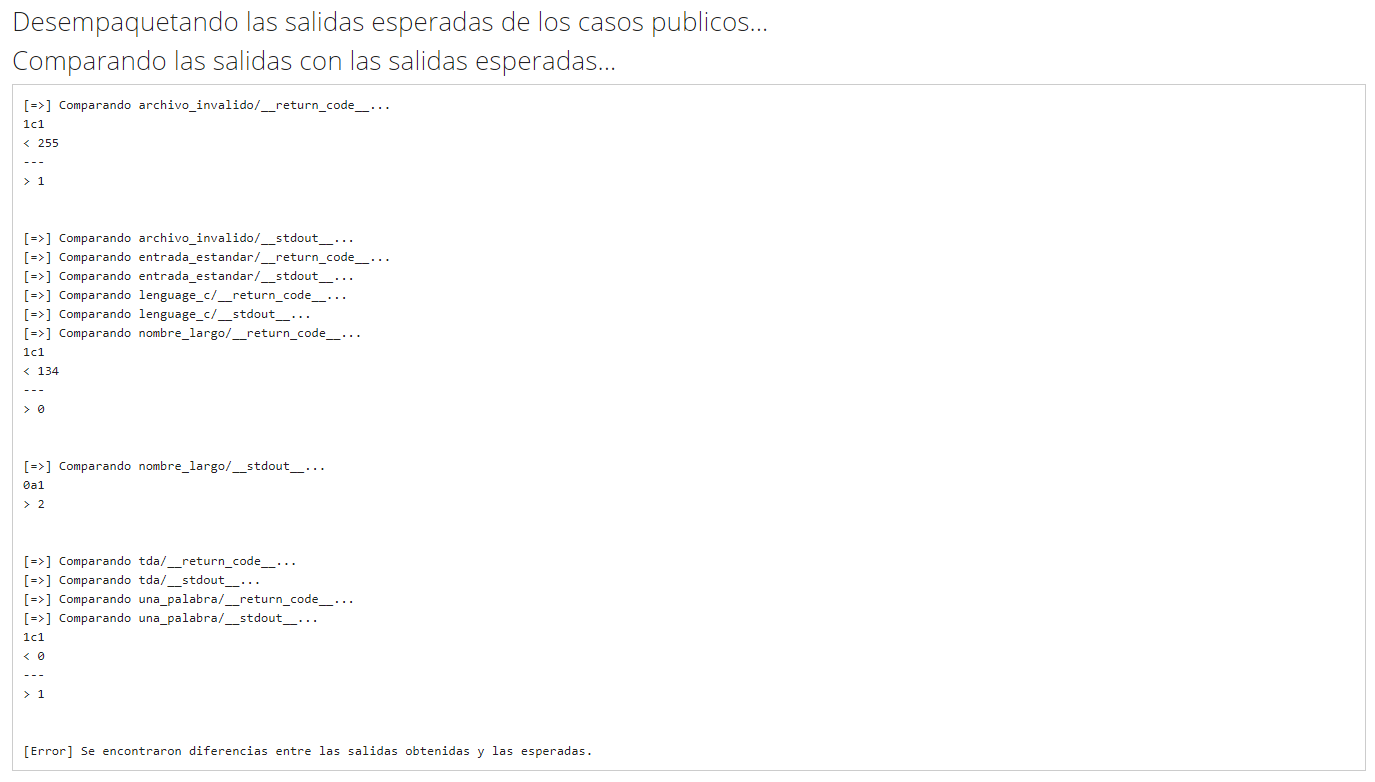 Desempaquetando las salidas esperadas de los casos publicos...
Comparando las salidas con las salidas esperadas...
[=>] Comparando archivo_invalido/__return_code__...
1c1
< 255
---
> 1
[=>] Comparando archivo_invalido/__stdout__...
[=>] Comparando entrada_estandar/__return_code__...
[=>] Comparando entrada_estandar/__stdout__...
[=>] Comparando lenguage_c/__return_code__...
[=>] Comparando lenguage_c/__stdout__...
[=>] Comparando nombre_largo/__return_code__...
1c1
< 134
---
> 0
[=>] Comparando nombre_largo/__stdout__...
0a1
> 2
[=>] Comparando tda/__return_code__...
[=>] Comparando tda/__stdout__...
[=>] Comparando una_palabra/__return_code__...
[=>] Comparando una_palabra/__stdout__...
1c1
< 0
---
> 1
[Error] Se encontraron diferencias entre las salidas obtenidas y las esperadas.